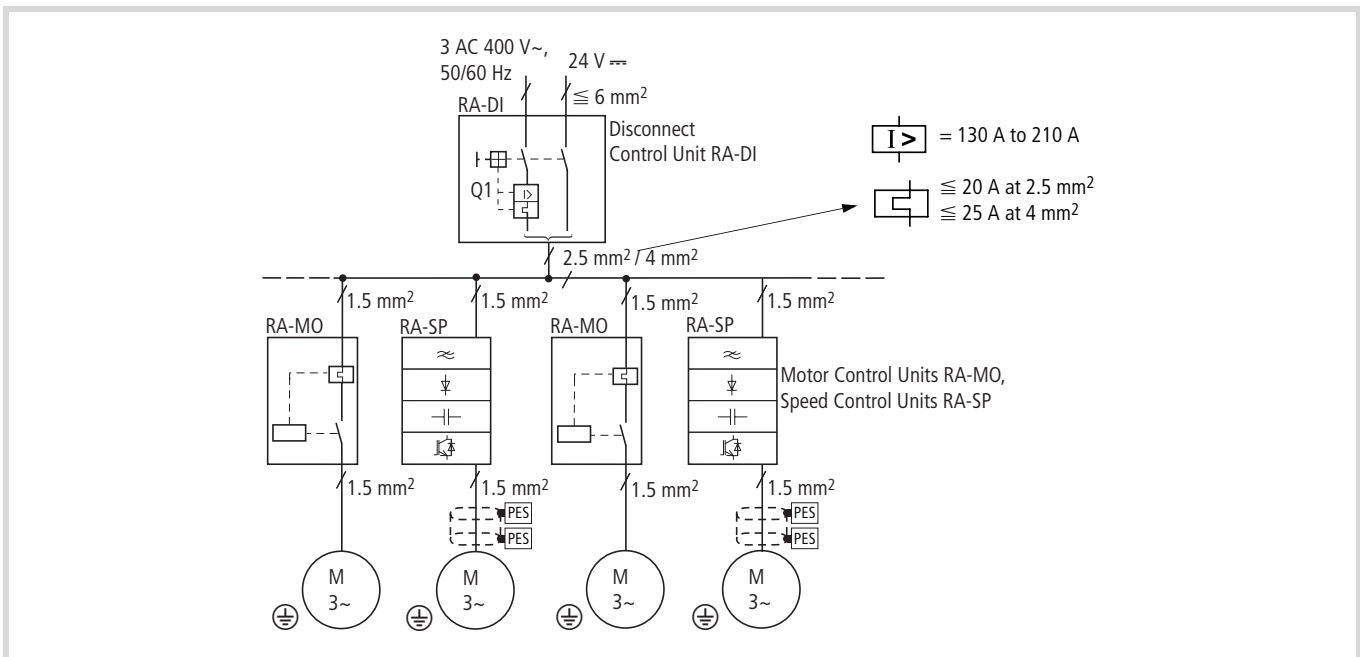 3 AC 400 V~,
50/60 Hz
24 V ⎓
≦ 6 mm²
RA-DI
Disconnect
Control Unit RA-DI
Q1
I>
I >
= 130 A to 210 A
≦ 20 A at 2.5 mm²
≦ 25 A at 4 mm²
2.5 mm² / 4 mm²
1.5 mm²
1.5 mm²
1.5 mm²
1.5 mm²
RA-MO
RA-SP
RA-MO
RA-SP
Motor Control Units RA-MO,
Speed Control Units RA-SP
1.5 mm²
1.5 mm²
1.5 mm²
1.5 mm²
PES
PES
PES
PES
M
3~
M
3~
M
3~
M
3~